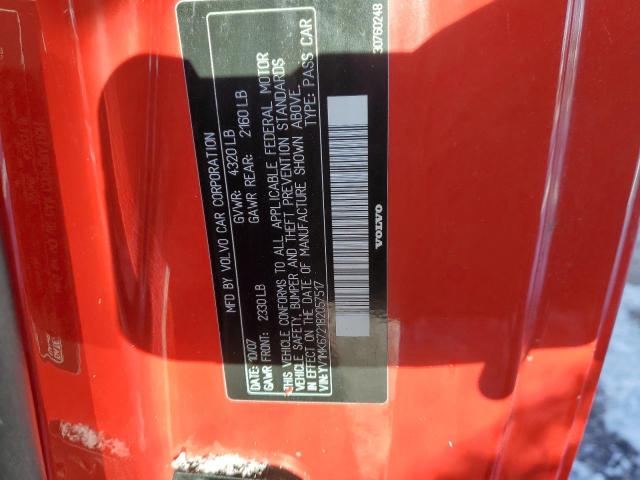 MFD BY VOLVO CAR CORPORATION
DATE: 10/07 GVWR: 4320 LB
GAWR FRONT: 2330 LB GAWR REAR: 2160 LB
THIS VEHICLE CONFORMS TO ALL APPLICABLE FEDERAL MOTOR
VEHICLE SAFETY, BUMPER AND THEFT PREVENTION STANDARDS
IN EFFECT ON THE DATE OF MANUFACTURE SHOWN ABOVE.
VIN: YV1MK672182057517 TYPE: PASS CAR
VOLVO
30760248